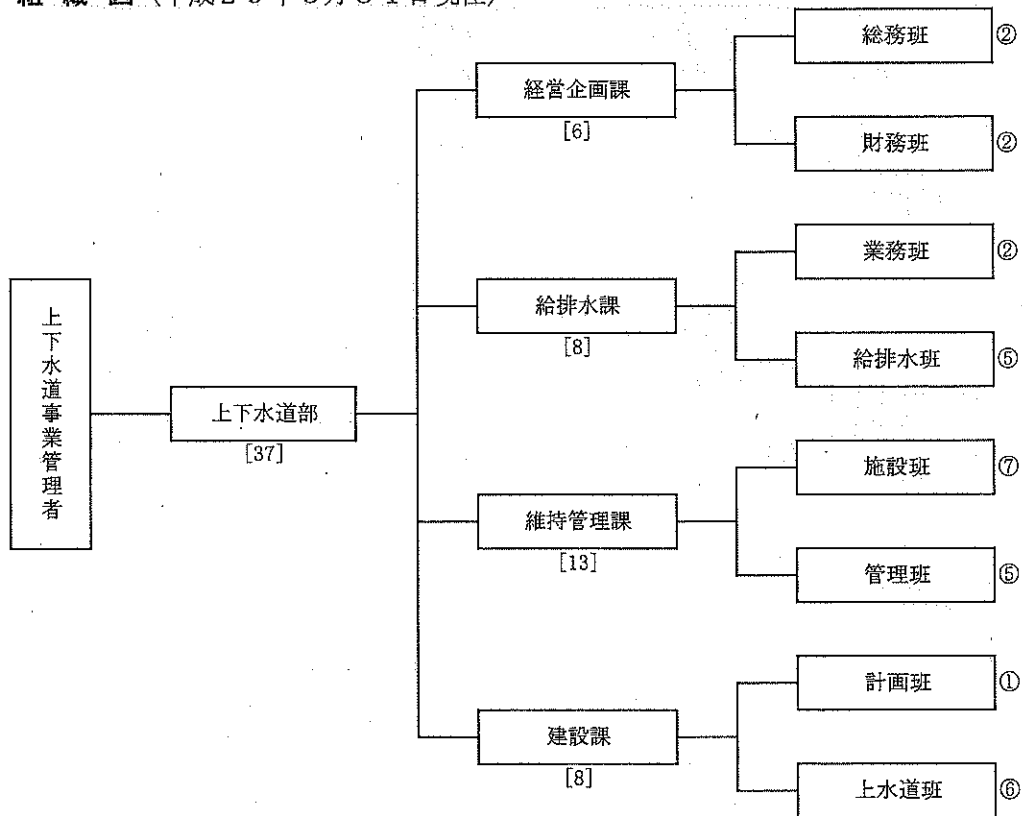 経営企画課
[6]
総務班 ②
財務班 ②
給排水課
[8]
業務班 ②
給排水班 ⑤
上下水道事業管理者
上下水道部
[37]
維持管理課
[13]
施設班 ⑦
管理班 ⑤
建設課
[8]
計画班 ①
上水道班 ⑥